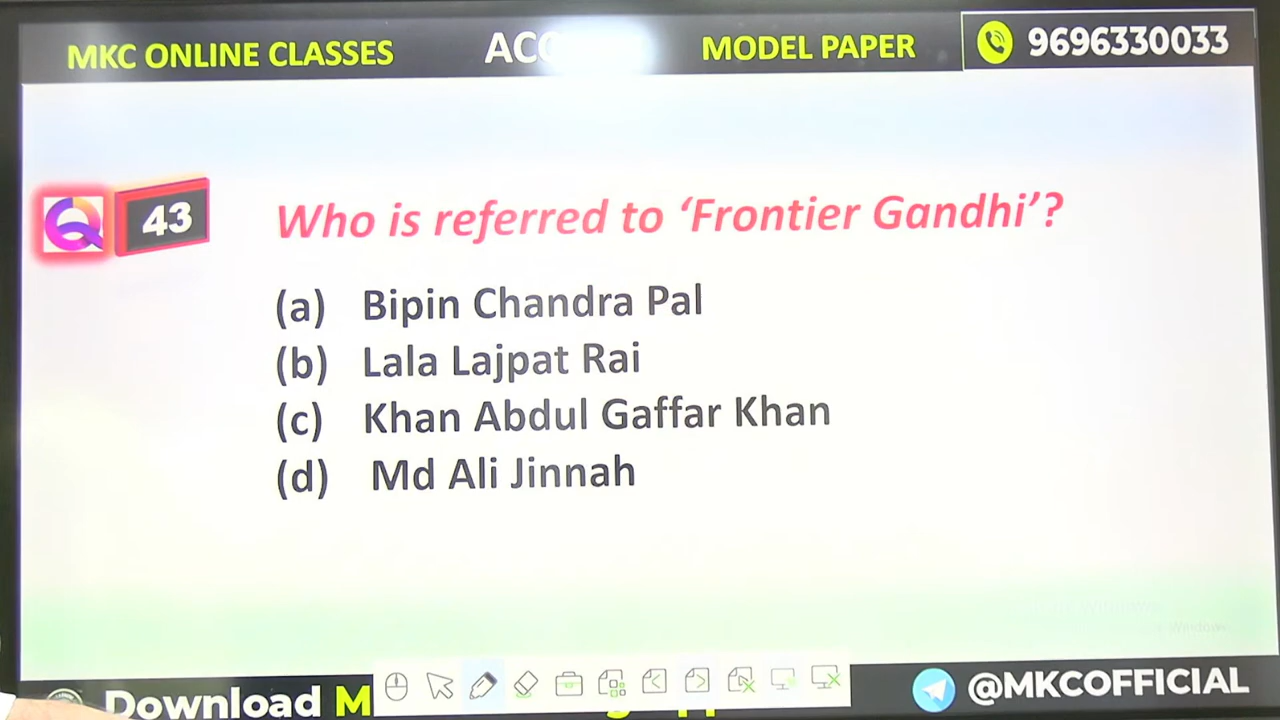 MKC ONLINE CLASSES
MODEL PAPER
9696330033
43
Who is referred to ‘Frontier Gandhi’?
(a) Bipin Chandra Pal
(b) Lala Lajpat Rai
(c) Khan Abdul Gaffar Khan
(d) Md Ali Jinnah
Download
@MKCOFFICIAL